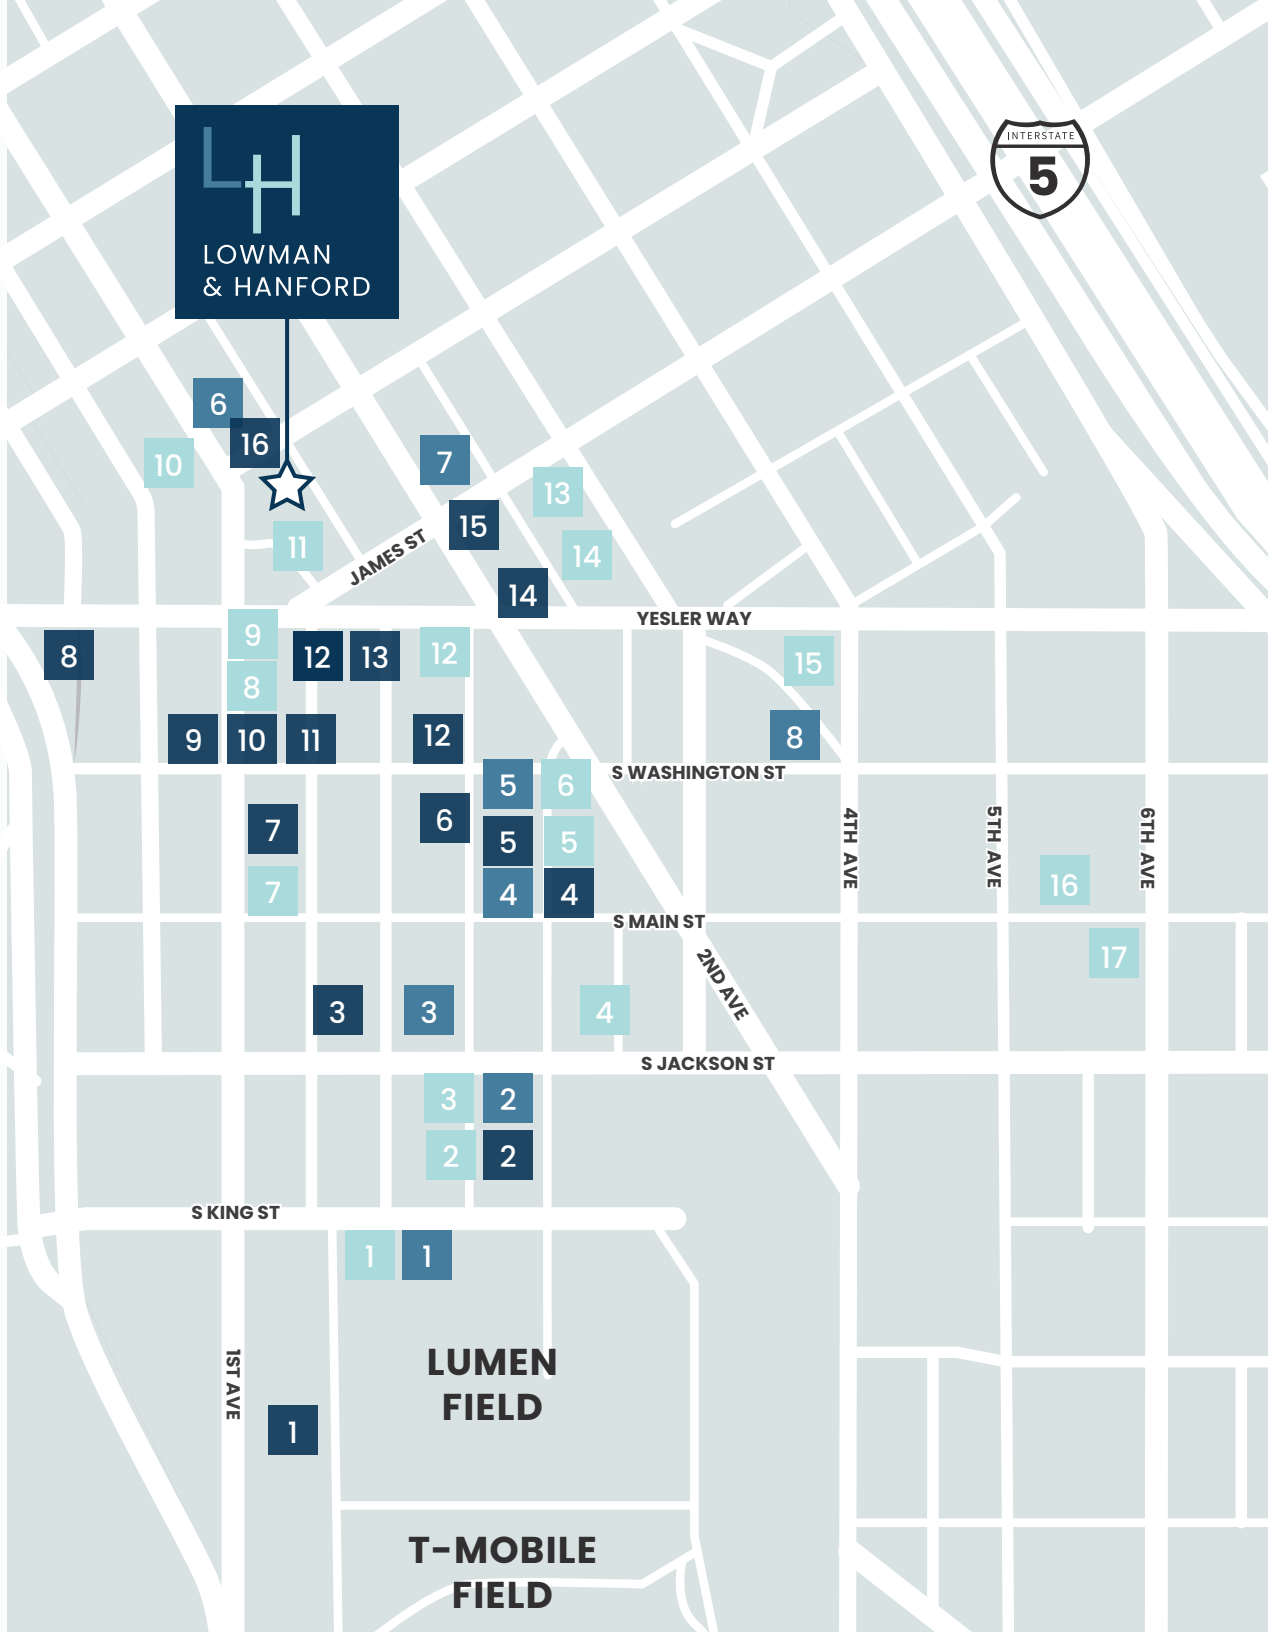 INTERSTATE
5
LOWMAN
& HANFORD
6
16
10
7
13
15
11
JAMES ST
14
14
YESLER WAY
9
8
12
13
12
15
8
9
10
11
12
8
S WASHINGTON ST
5
6
7
6
5
5
4TH AVE
5TH AVE
6TH AVE
7
4
4
16
S MAIN ST
17
2ND AVE
3
3
4
S JACKSON ST
3
2
2
2
S KING ST
1
1
1ST AVE
LUMEN
FIELD
1
T-MOBILE
FIELD